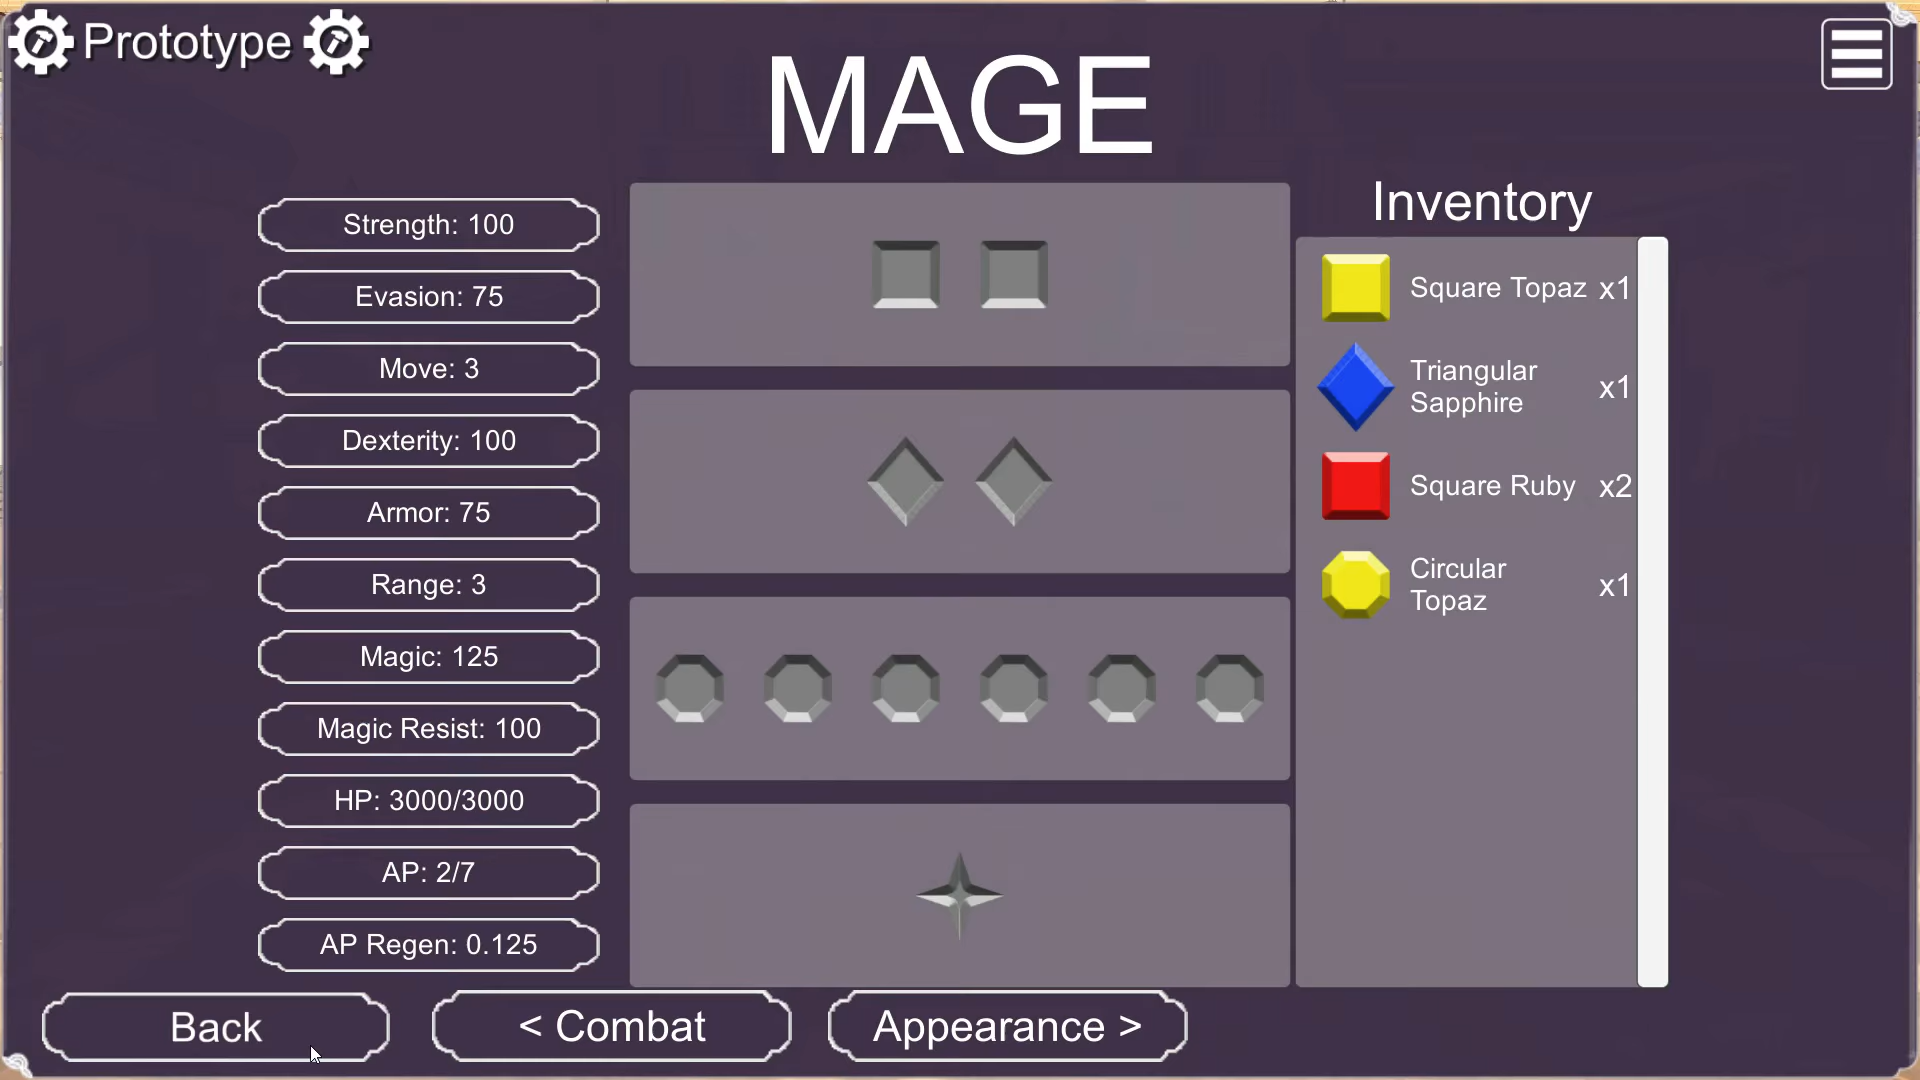 Prototype
MAGE
Strength: 100
Evasion: 75
Move: 3
Dexterity: 100
Armor: 75
Range: 3
Magic: 125
Magic Resist: 100
HP: 3000/3000
AP: 2/7
AP Regen: 0.125
Inventory
Square Topaz x1
Triangular
Sapphire x1
Square Ruby x2
Circular
Topaz x1
Back
< Combat
Appearance >